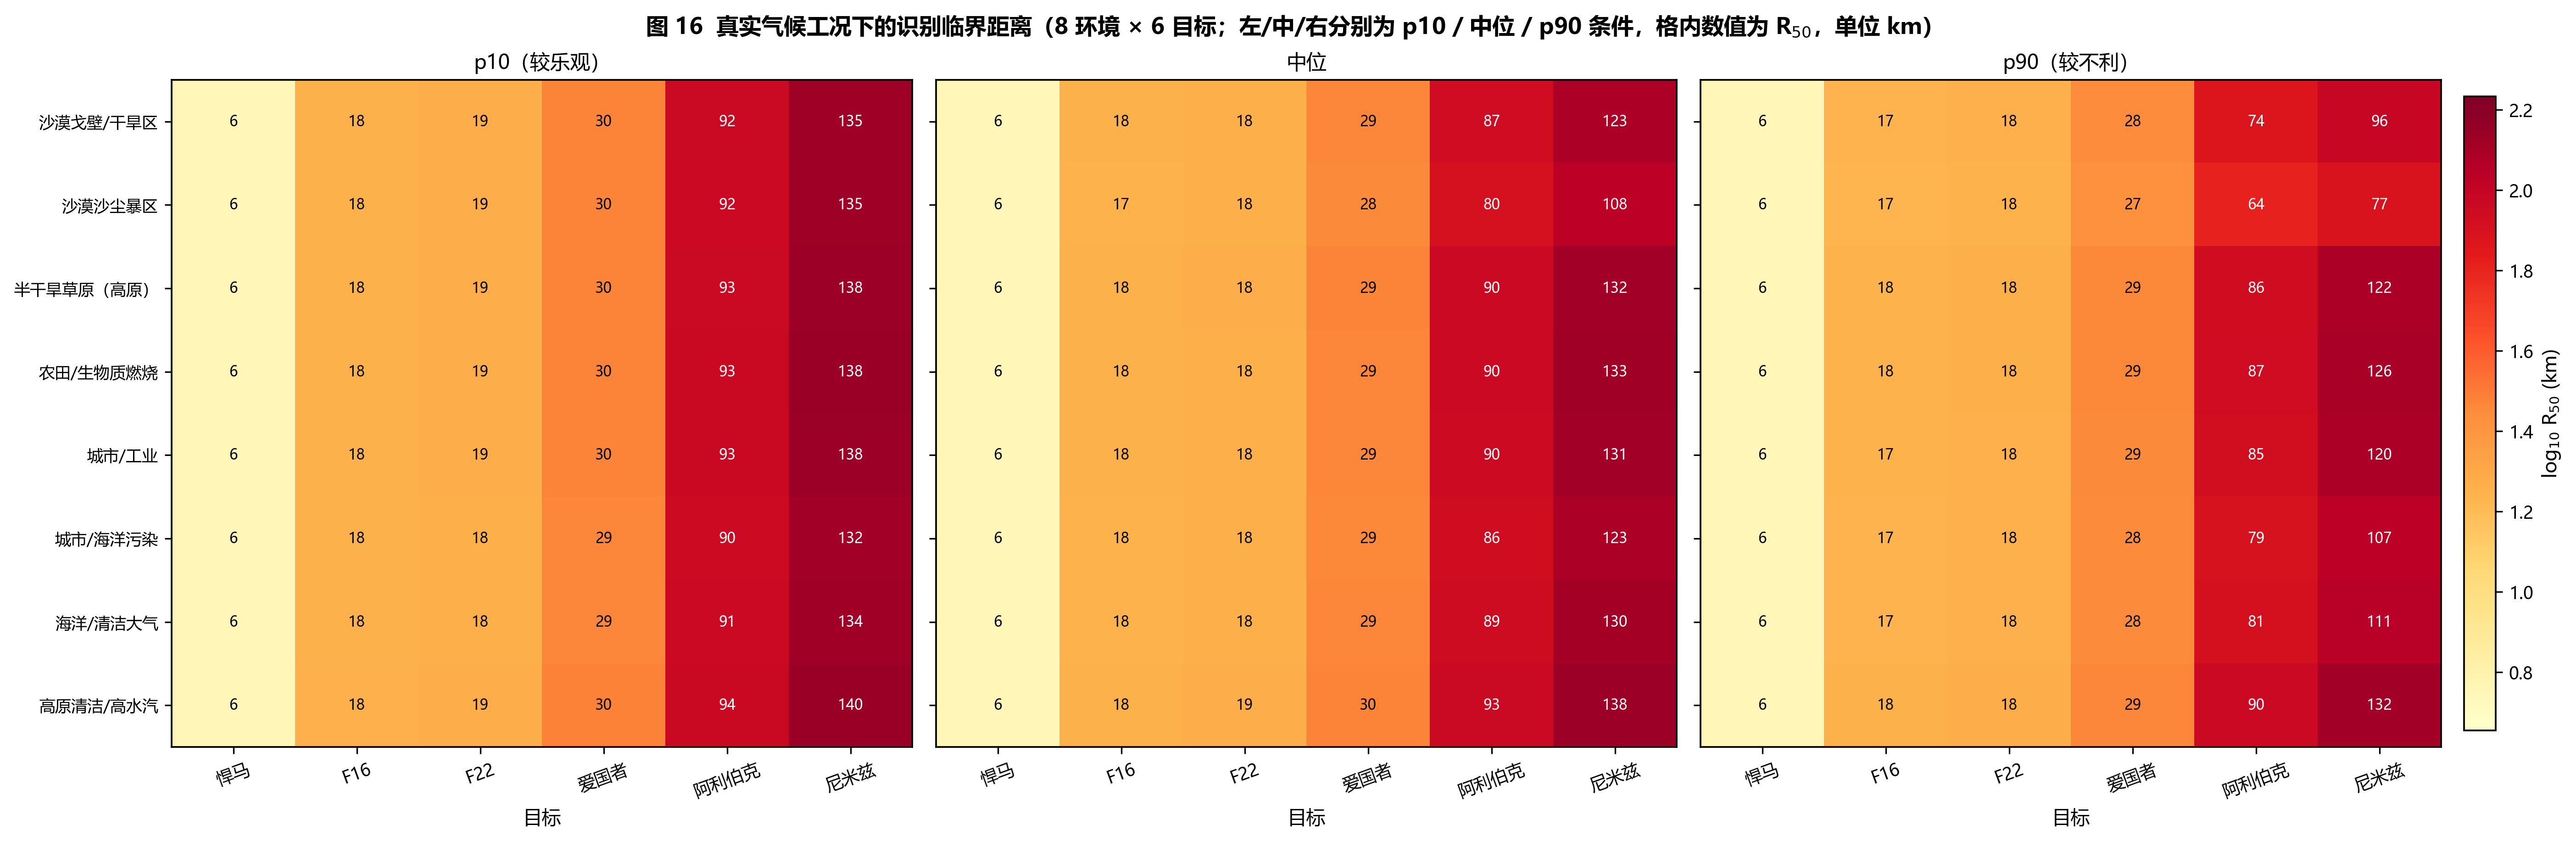 图 16 真实气候工况下的识别临界距离（8 环境 × 6 目标；左/中/右分别为 p10 / 中位 / p90 条件，格内数值为 R₅₀，单位 km）
p10（较乐观） 中位 p90（较不利）
沙漠戈壁/干旱区 6 18 19 30 92 135 6 18 18 29 87 123 6 17 18 28 74 96
沙漠沙尘暴区 6 18 19 30 92 135 6 17 18 28 80 108 6 17 18 27 64 77
半干旱草原（高原） 6 18 19 30 93 138 6 18 18 29 90 132 6 18 18 29 86 122
农田/生物质燃烧 6 18 19 30 93 138 6 18 18 29 90 133 6 18 18 29 87 126
城市/工业 6 18 19 30 93 138 6 18 18 29 90 131 6 17 18 29 85 120
城市/海洋污染 6 18 18 29 90 132 6 18 18 29 86 123 6 17 18 28 79 107
海洋/清洁大气 6 18 18 29 91 134 6 18 18 29 89 130 6 17 18 28 81 111
高原清洁/高水汽 6 18 19 30 94 140 6 18 19 30 93 138 6 18 18 29 90 132
悍马 F16 F22 爱国者 阿利伯克 尼米兹 悍马 F16 F22 爱国者 阿利伯克 尼米兹 悍马 F16 F22 爱国者 阿利伯克 尼米兹
目标 目标 目标
2.2
2.0
1.8
1.6
1.4
1.2
1.0
0.8
log₁₀ R₅₀ (km)